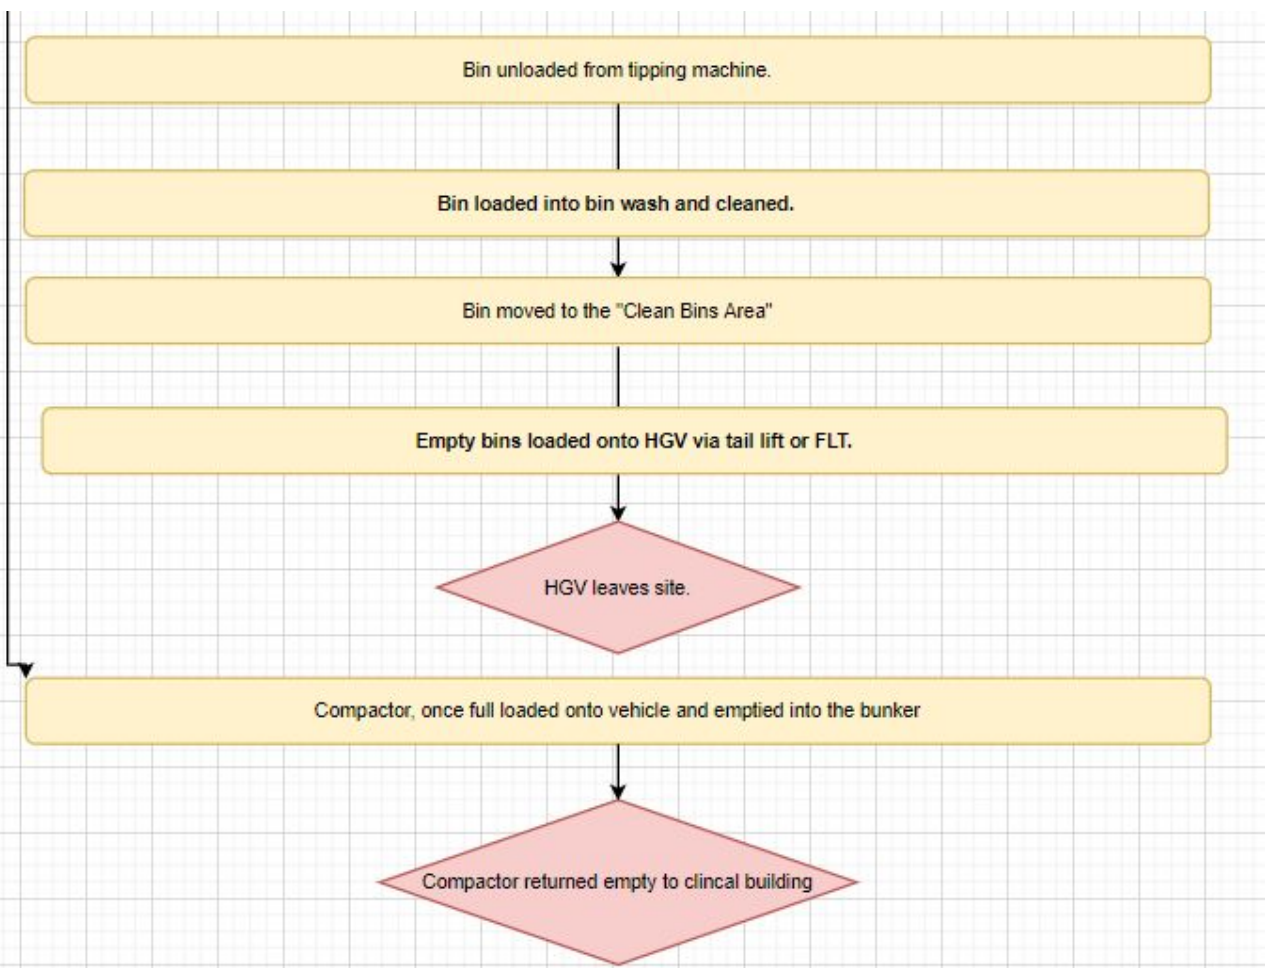 Bin unloaded from tipping machine.
Bin loaded into bin wash and cleaned.
Bin moved to the "Clean Bins Area"
Empty bins loaded onto HGV via tail lift or FLT.
HGV leaves site.
Compactor, once full loaded onto vehicle and emptied into the bunker
Compactor returned empty to clincal building